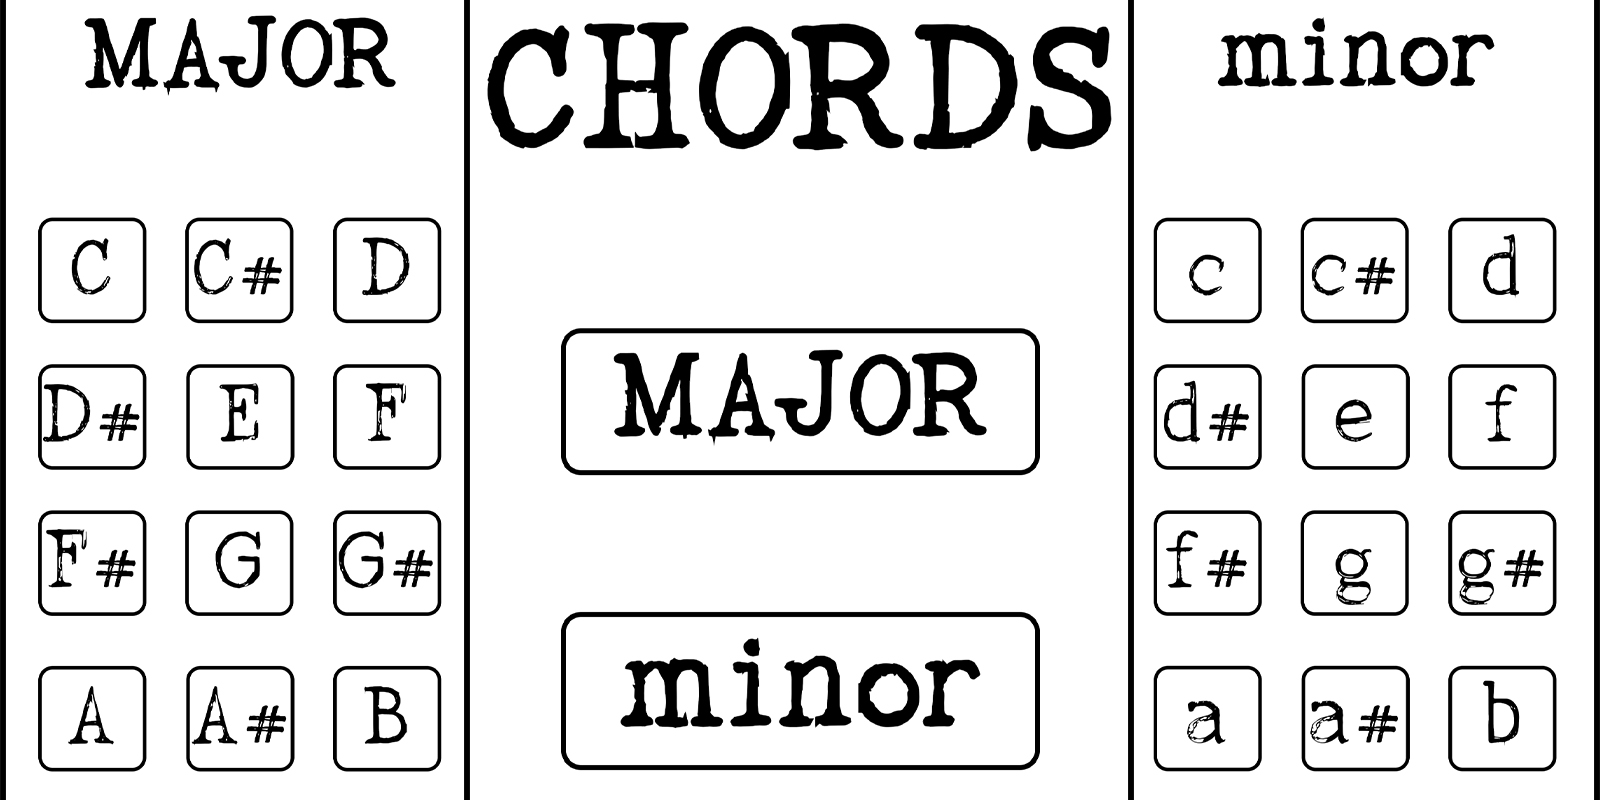 MAJOR
C C# D
D# E F
F# G G#
A A# B
CHORDS
MAJOR
minor
minor
c c# d
d# e f
f# g g#
a a# b